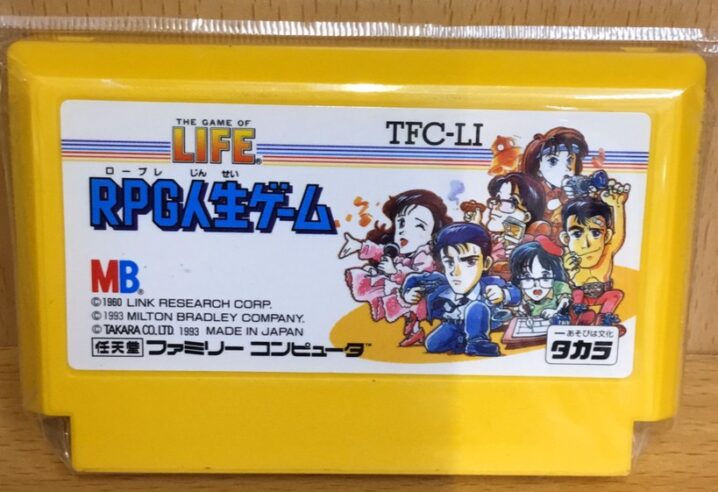 THE GAME OF
LIFE®
TFC-LI
ロープレ じんせい
RPG人生ゲーム
MB®
©1960 LINK RESEARCH CORP.
©1993 MILTON BRADLEY COMPANY.
©TAKARA CO.,LTD. 1993 MADE IN JAPAN
任天堂 ファミリー コンピュータ™
—あそびは文化
タカラ